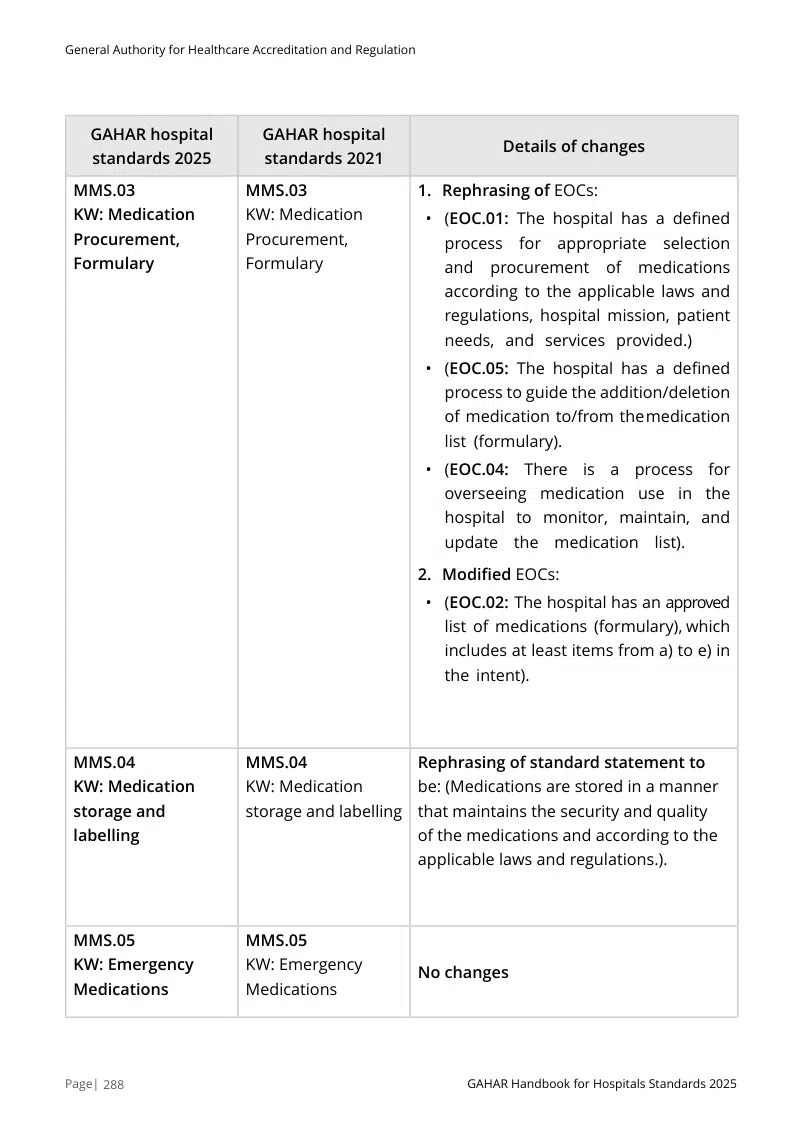 General Authority for Healthcare Accreditation and Regulation
GAHAR hospital
standards 2025
GAHAR hospital
standards 2021
Details of changes
MMS.03
KW: Medication
Procurement,
Formulary
MMS.03
KW: Medication
Procurement,
Formulary
1. Rephrasing of EOCs:
• (EOC.01: The hospital has a defined
process for appropriate selection
and procurement of medications
according to the applicable laws and
regulations, hospital mission, patient
needs, and services provided.)
• (EOC.05: The hospital has a defined
process to guide the addition/deletion
of medication to/from themedication
list (formulary).
• (EOC.04: There is a process for
overseeing medication use in the
hospital to monitor, maintain, and
update the medication list).
2. Modified EOCs:
• (EOC.02: The hospital has an approved
list of medications (formulary), which
includes at least items from a) to e) in
the intent).
MMS.04
KW: Medication
storage and
labelling
MMS.04
KW: Medication
storage and labelling
Rephrasing of standard statement to
be: (Medications are stored in a manner
that maintains the security and quality
of the medications and according to the
applicable laws and regulations.).
MMS.05
KW: Emergency
Medications
MMS.05
KW: Emergency
Medications
No changes
Page| 288
GAHAR Handbook for Hospitals Standards 2025